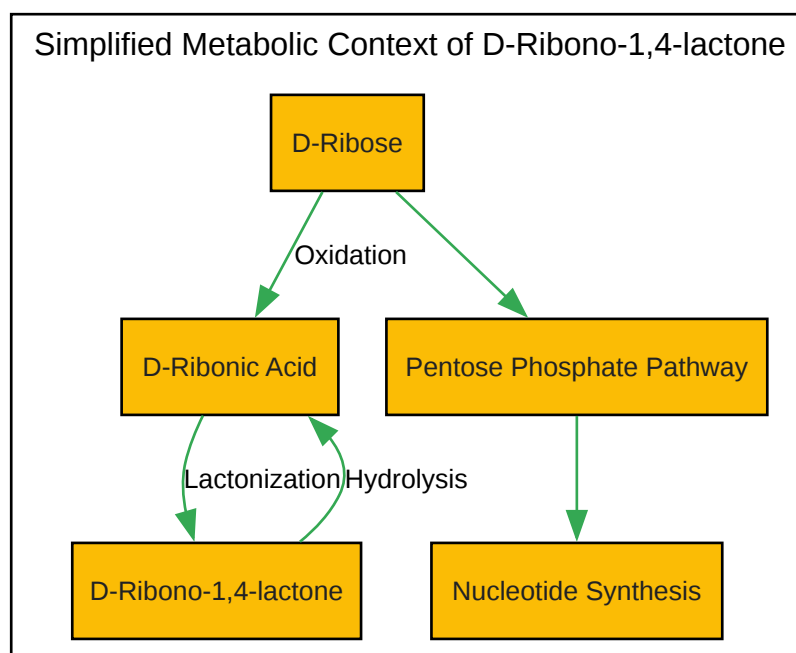 Simplified Metabolic Context of D-Ribono-1,4-lactone
D-Ribose
Oxidation
D-Ribonic Acid
Pentose Phosphate Pathway
Lactonization
Hydrolysis
D-Ribono-1,4-lactone
Nucleotide Synthesis